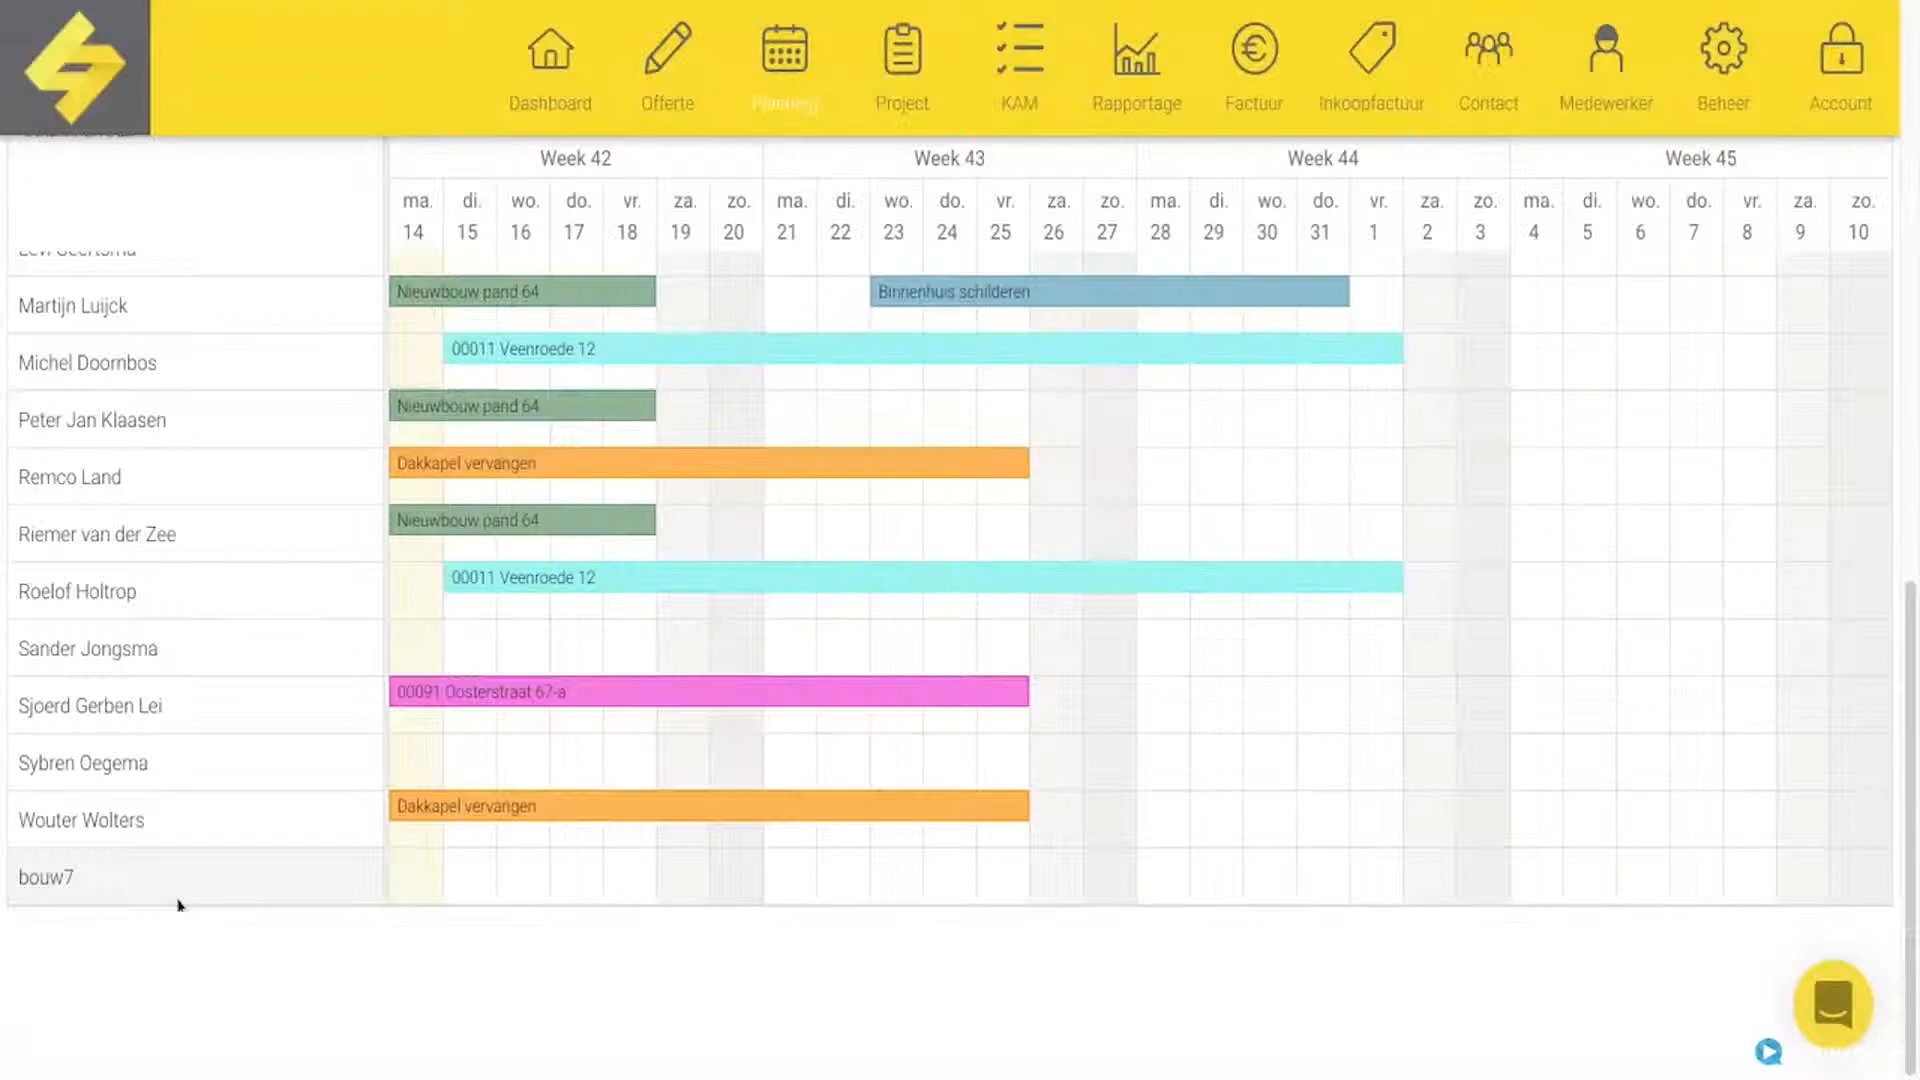 Dashboard Offerte Planning Project KAM Rapportage Factuur Inkoopfactuur Contact Medewerker Beheer Account
Week 42 Week 43 Week 44 Week 45
ma. di. wo. do. vr. za. zo. ma. di. wo. do. vr. za. zo. ma. di. wo. do. vr. za. zo. ma. di. wo. do. vr. za. zo.
14 15 16 17 18 19 20 21 22 23 24 25 26 27 28 29 30 31 1 2 3 4 5 6 7 8 9 10
Martijn Luijck Nieuwbouw pand 64 Binnenhuis schilderen
Michel Doornbos 00011 Veenroede 12
Peter Jan Klaasen Nieuwbouw pand 64
Remco Land Dakkapel vervangen
Riemer van der Zee Nieuwbouw pand 64
Roelof Holtrop 00011 Veenroede 12
Sander Jongsma
Sjoerd Gerben Lei 00091 Oosterstraat 67-a
Sybren Oegema
Wouter Wolters Dakkapel vervangen
bouw7